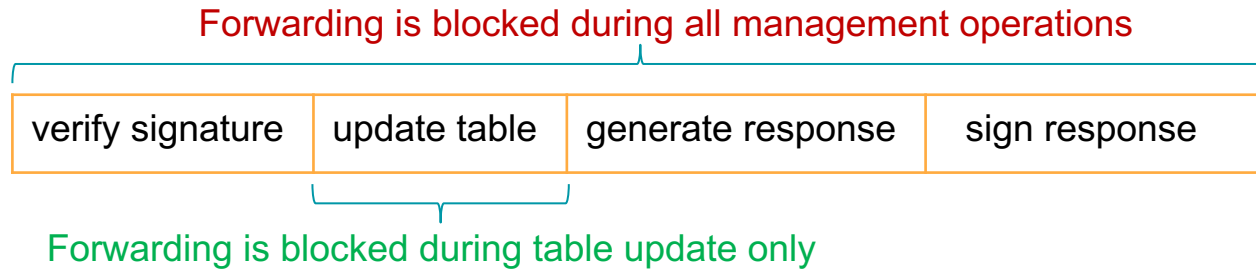 Forwarding is blocked during all management operations
verify signature update table generate response sign response
Forwarding is blocked during table update only